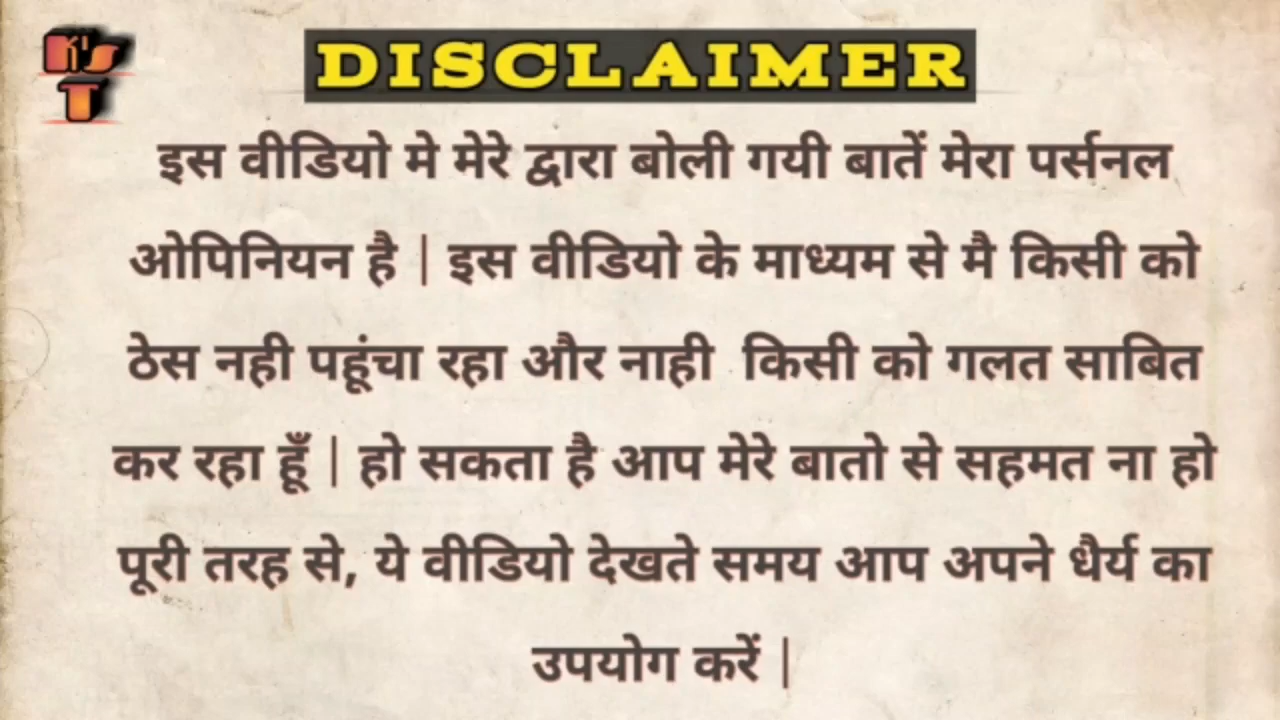 K's
T
DISCLAIMER
इस वीडियो मे मेरे द्वारा बोली गयी बातें मेरा पर्सनल
ओपिनियन है | इस वीडियो के माध्यम से मै किसी को
ठेस नही पहूंचा रहा और नाही किसी को गलत साबित
कर रहा हूँ | हो सकता है आप मेरे बातो से सहमत ना हो
पूरी तरह से, ये वीडियो देखते समय आप अपने धैर्य का
उपयोग करें |